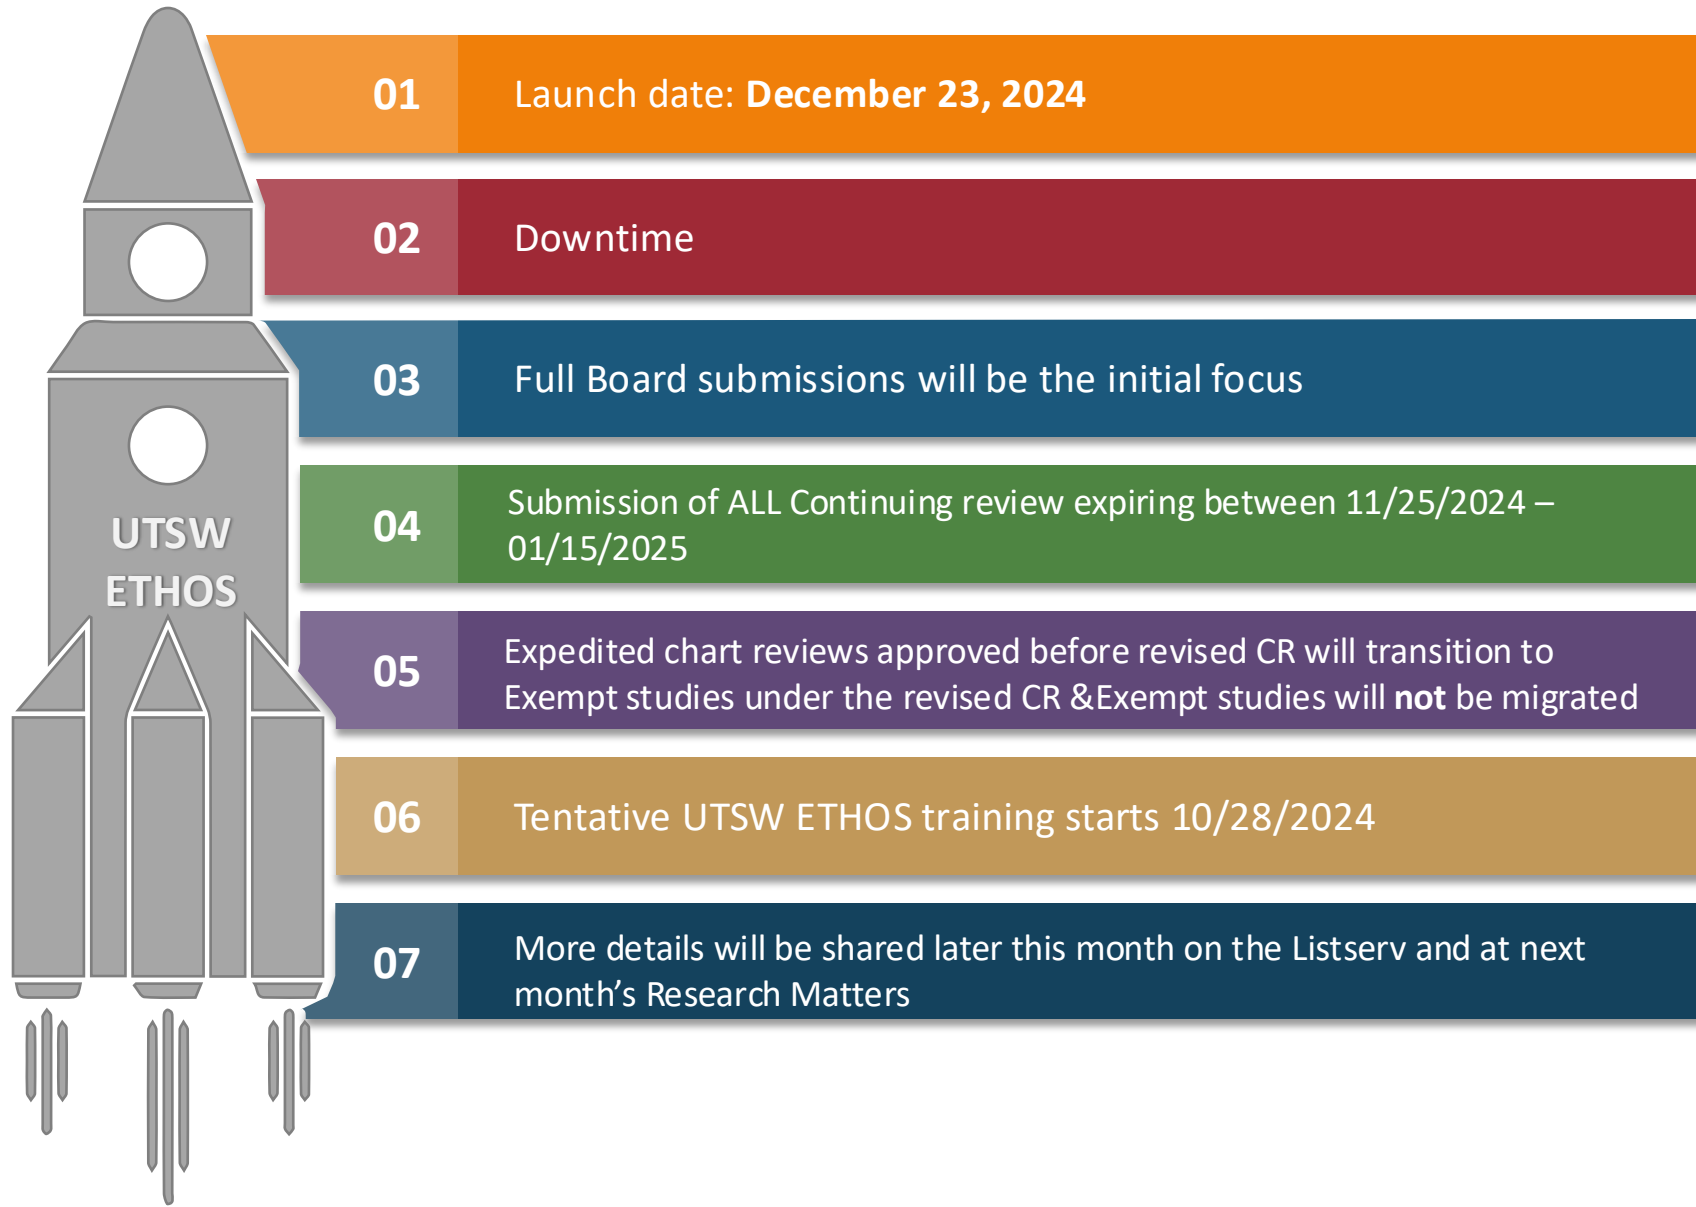 01
Launch date: December 23, 2024
02
Downtime
03
Full Board submissions will be the initial focus
04
Submission of ALL Continuing review expiring between 11/25/2024 –
01/15/2025
UTSW
ETHOS
05
Expedited chart reviews approved before revised CR will transition to
Exempt studies under the revised CR &Exempt studies will not be migrated
06
Tentative UTSW ETHOS training starts 10/28/2024
07
More details will be shared later this month on the Listserv and at next
month’s Research Matters